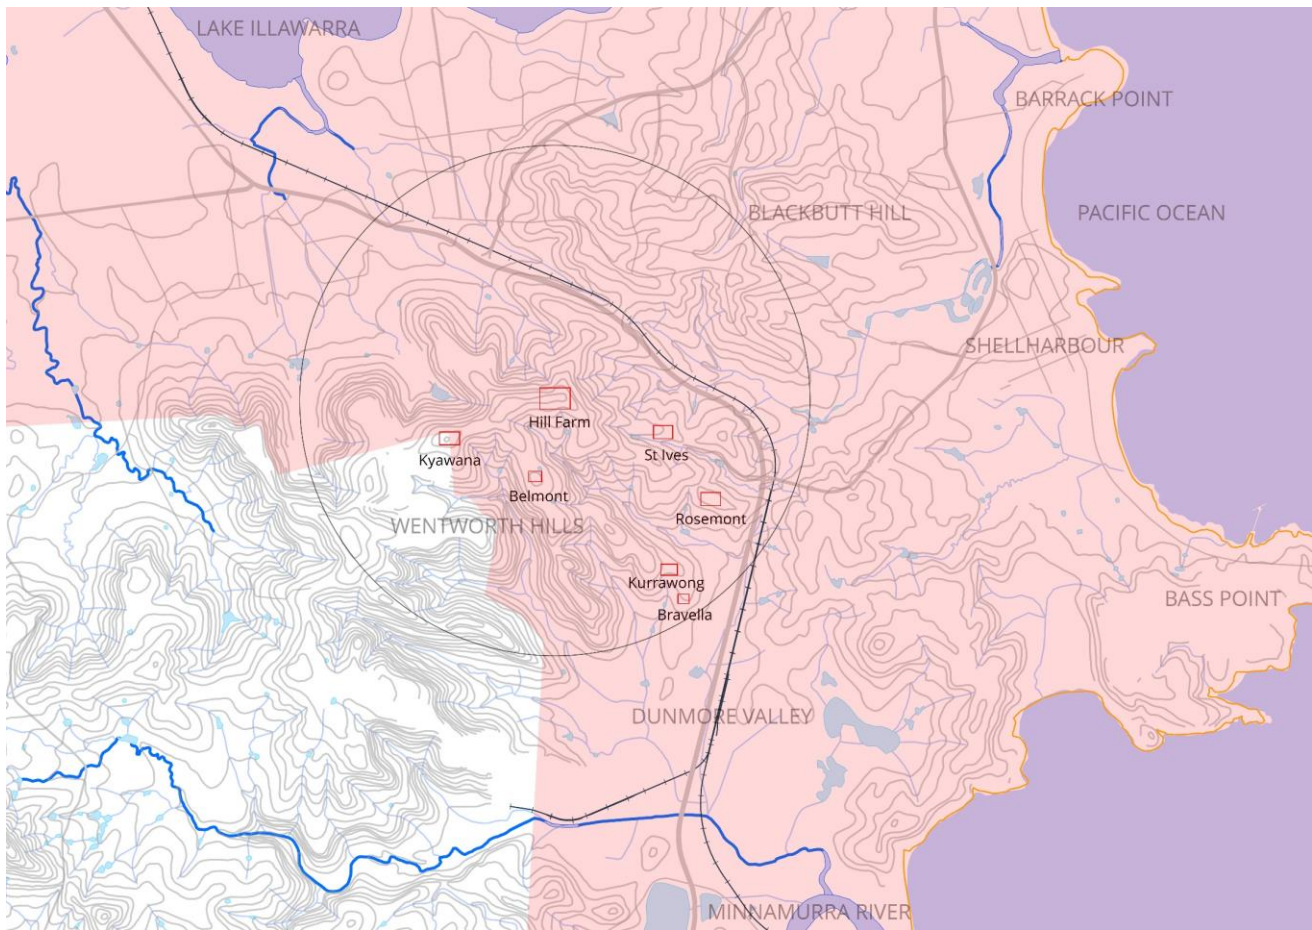 LAKE ILLAWARRA
BARRACK POINT
BLACKBUTT HILL
PACIFIC OCEAN
SHELLHARBOUR
Hill Farm
Kyawana
St Ives
Belmont
Rosemont
WENTWORTH HILLS
Kurrawong
BASS POINT
Bravella
DUNMORE VALLEY
MINNAMURRA RIVER